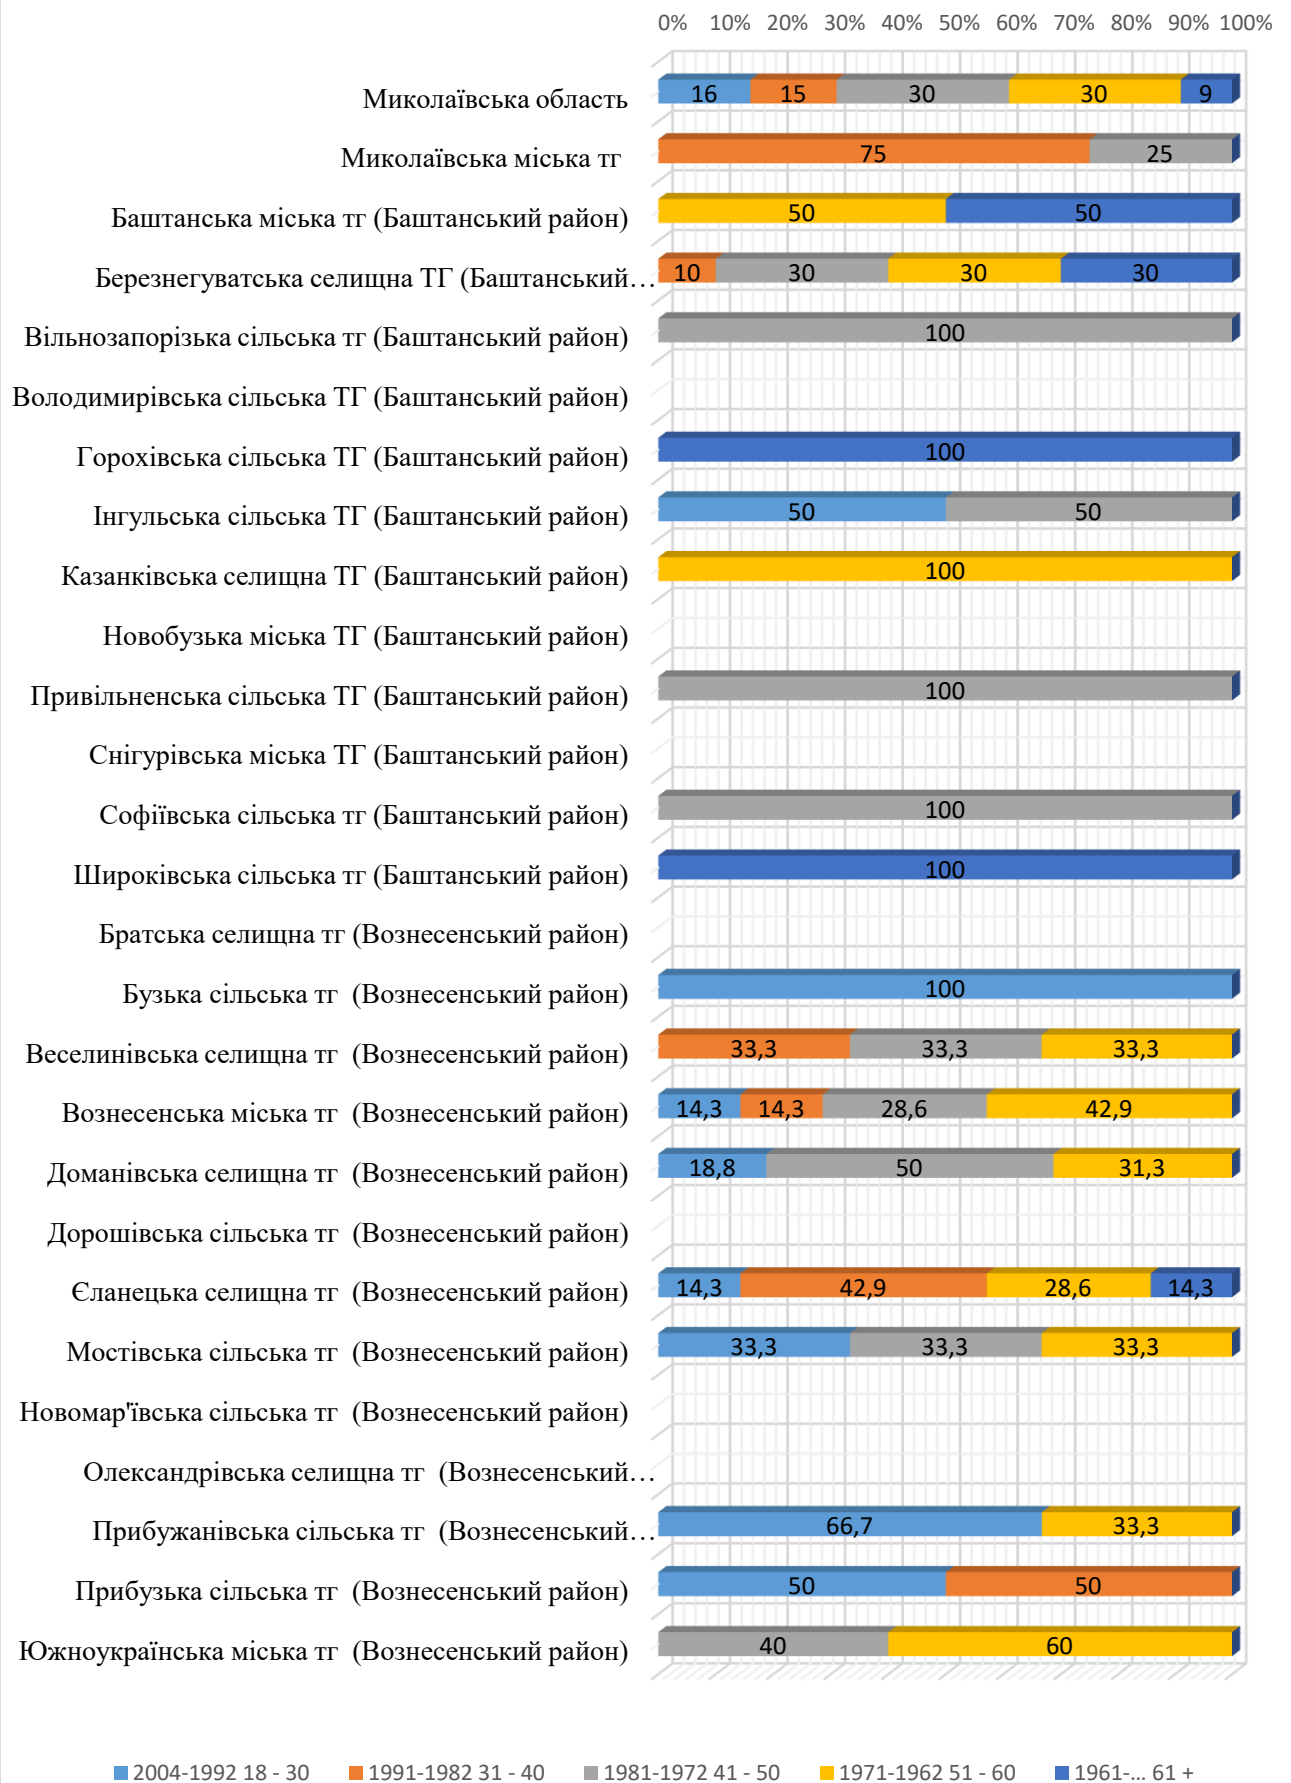 0% 10% 20% 30% 40% 50% 60% 70% 80% 90% 100%
Миколаївська область 16 15 30 30 9
Миколаївська міська тг 75 25
Баштанська міська тг (Баштанський район) 50 50
Березнегуватська селищна ТГ (Баштанський… 10 30 30 30
Вільнозапорізька сільська тг (Баштанський район) 100
Володимирівська сільська ТГ (Баштанський район)
Горохівська сільська ТГ (Баштанський район) 100
Інгульська сільська ТГ (Баштанський район) 50 50
Казанківська селищна ТГ (Баштанський район) 100
Новобузька міська ТГ (Баштанський район)
Привільненська сільська ТГ (Баштанський район) 100
Снігурівська міська ТГ (Баштанський район)
Софіївська сільська тг (Баштанський район) 100
Широківська сільська тг (Баштанський район) 100
Братська селищна тг (Вознесенський район)
Бузька сільська тг (Вознесенський район) 100
Веселинівська селищна тг (Вознесенський район) 33,3 33,3 33,3
Вознесенська міська тг (Вознесенський район) 14,3 14,3 28,6 42,9
Доманівська селищна тг (Вознесенський район) 18,8 50 31,3
Дорошівська сільська тг (Вознесенський район)
Єланецька селищна тг (Вознесенський район) 14,3 42,9 28,6 14,3
Мостівська сільська тг (Вознесенський район) 33,3 33,3 33,3
Новомар'ївська сільська тг (Вознесенський район)
Олександрівська селищна тг (Вознесенський…
Прибужанівська сільська тг (Вознесенський… 66,7 33,3
Прибузька сільська тг (Вознесенський район) 50 50
Южноукраїнська міська тг (Вознесенський район) 40 60
2004-1992 18 - 30 1991-1982 31 - 40 1981-1972 41 - 50 1971-1962 51 - 60 1961-... 61 +